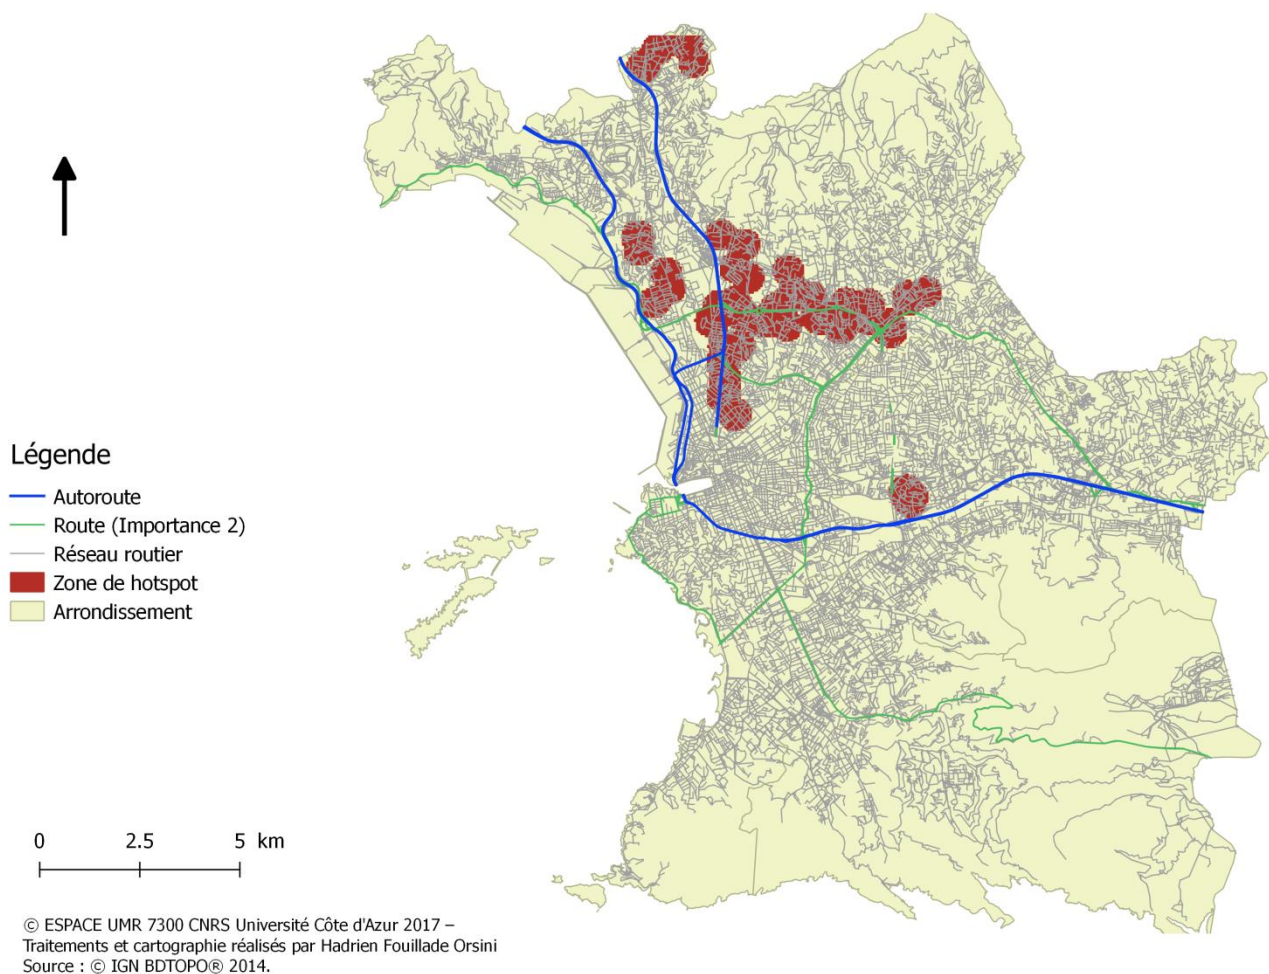 Légende
Autoroute
Route (Importance 2)
Réseau routier
Zone de hotspot
Arrondissement
0 2.5 5 km
© ESPACE UMR 7300 CNRS Université Côte d'Azur 2017 –
Traitements et cartographie réalisés par Hadrien Fouillade Orsini
Source : © IGN BDTOPO® 2014.